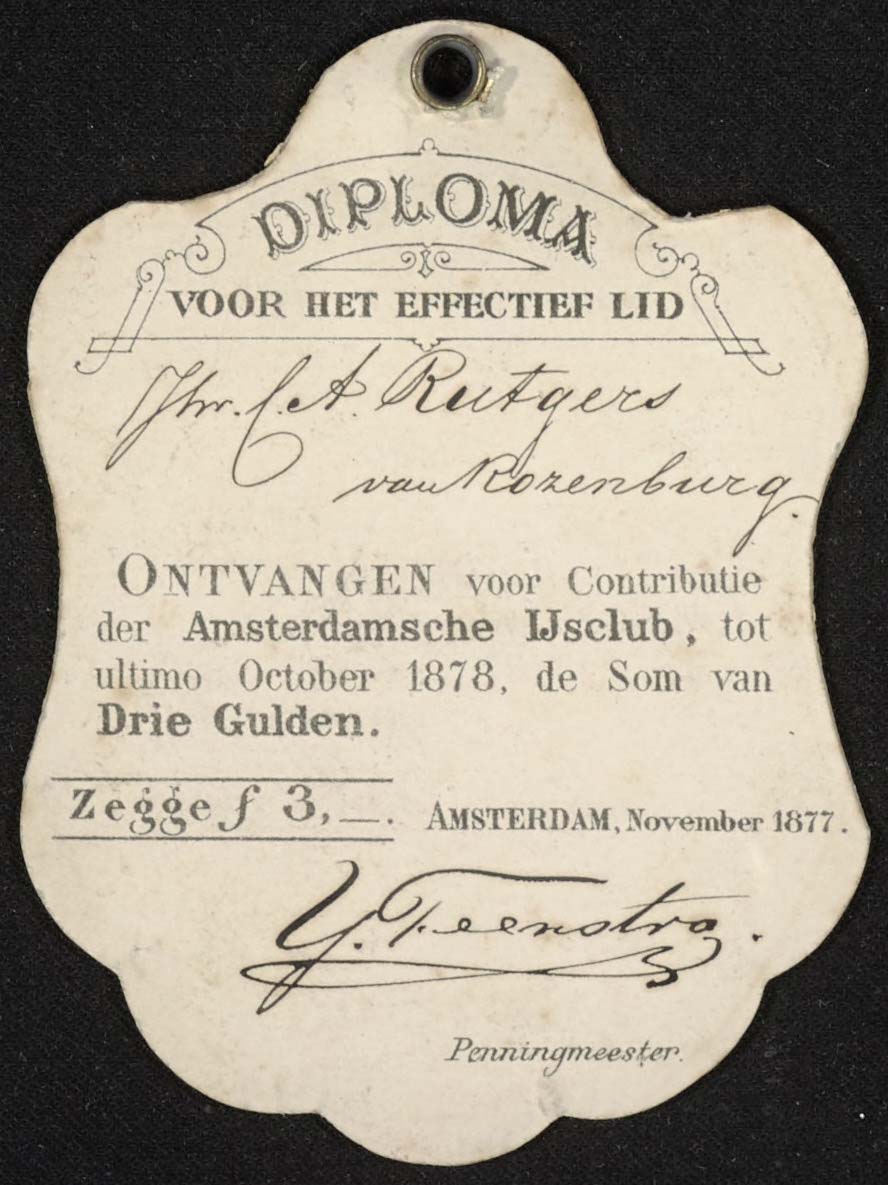 DIPLOMA
VOOR HET EFFECTIEF LID
Jhr. C. A. Rutgers
van Rozenburg.
ONTVANGEN voor Contributie
der Amsterdamsche IJsclub, tot
ultimo October 1878, de Som van
Drie Gulden.
Zegge ƒ 3,—.
AMSTERDAM, November 1877.
Y. Feenstra.
Penningmeester.